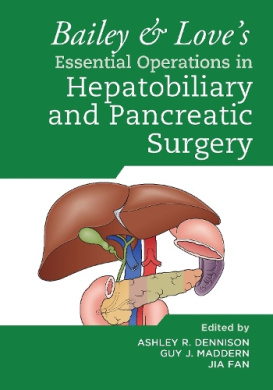 Bailey & Love's
Essential Operations in
Hepatobiliary
and Pancreatic
Surgery
Edited by
ASHLEY R. DENNISON
GUY J. MADDERN
JIA FAN